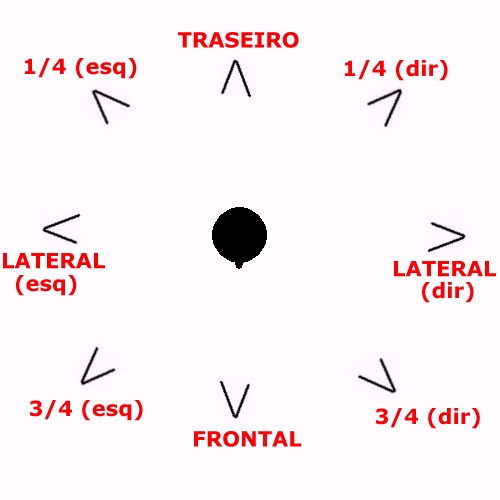 TRASEIRO
1/4 (esq)
1/4 (dir)
LATERAL
(esq)
LATERAL
(dir)
3/4 (esq)
3/4 (dir)
FRONTAL